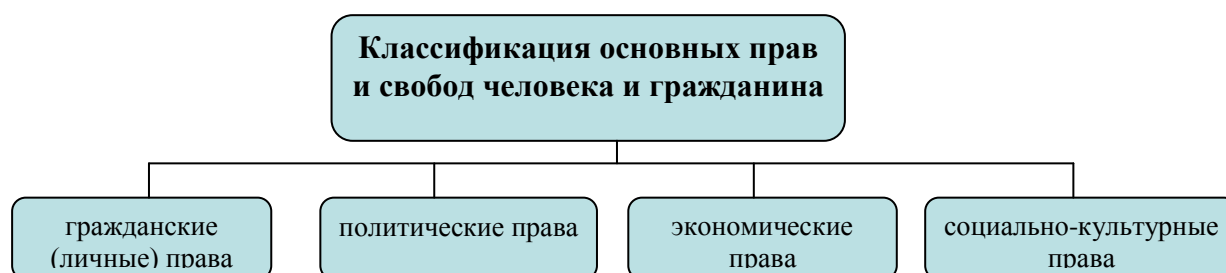 Классификация основных прав
и свобод человека и гражданина
гражданские
(личные) права
политические права
экономические
права
социально-культурные
права